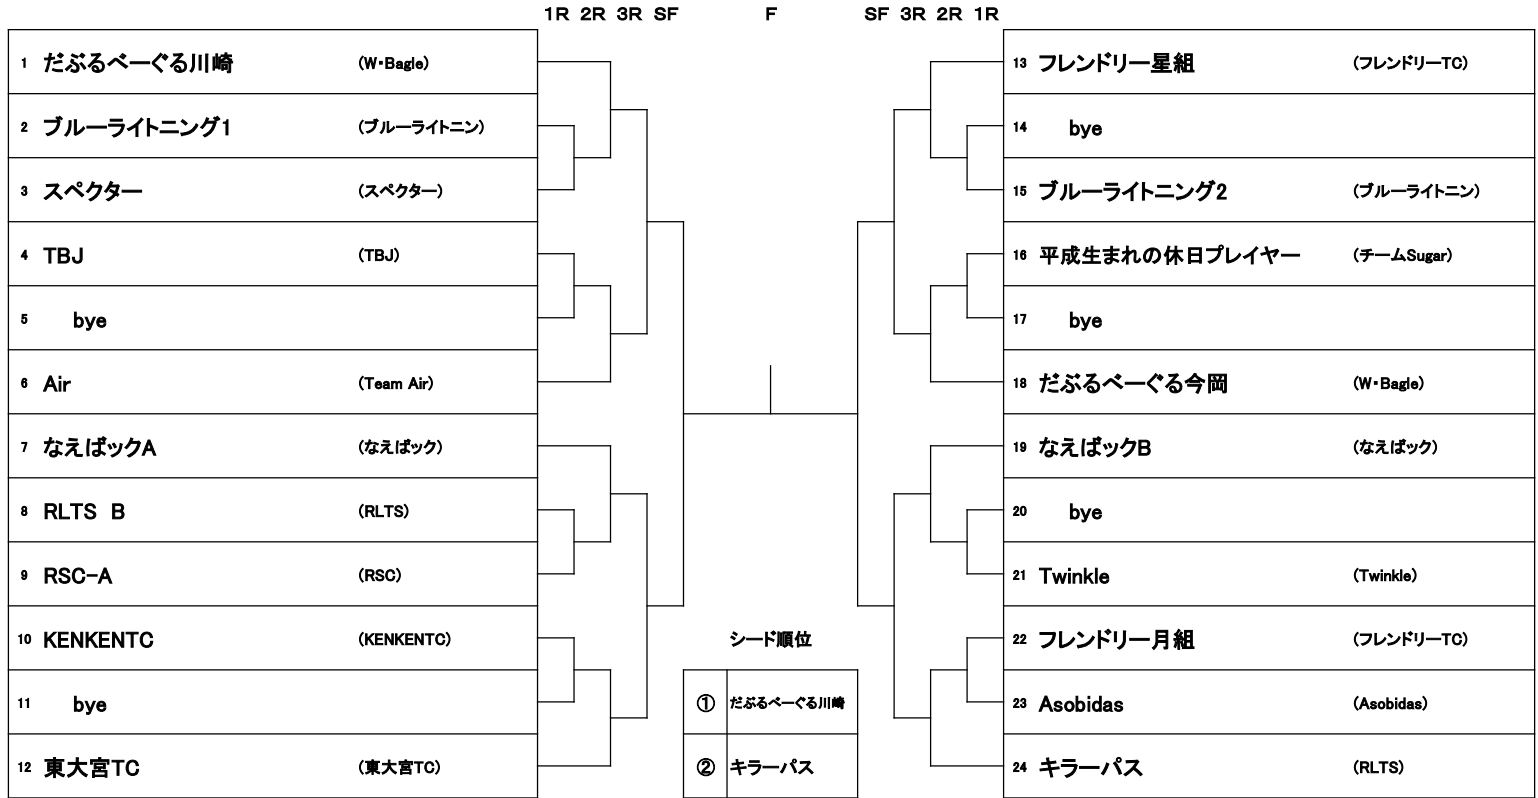 1R 2R 3R SF F SF 3R 2R 1R
1 だぶるべーぐる川崎 (W・Bagle)
2 ブルーライトニング1 (ブルーライトニン)
3 スペクター (スペクター)
4 TBJ (TBJ)
5 bye
6 Air (Team Air)
7 なえばックA (なえばック)
8 RLTS B (RLTS)
9 RSC-A (RSC)
10 KENKENTC (KENKENTC)
11 bye
12 東大宮TC (東大宮TC)
シード順位
① だぶるべーぐる川崎
② キラーパス
13 フレンドリー星組 (フレンドリーTC)
14 bye
15 ブルーライトニング2 (ブルーライトニン)
16 平成生まれの休日プレイヤー (チームSugar)
17 bye
18 だぶるべーぐる今岡 (W・Bagle)
19 なえばックB (なえばック)
20 bye
21 Twinkle (Twinkle)
22 フレンドリー月組 (フレンドリーTC)
23 Asobidas (Asobidas)
24 キラーパス (RLTS)